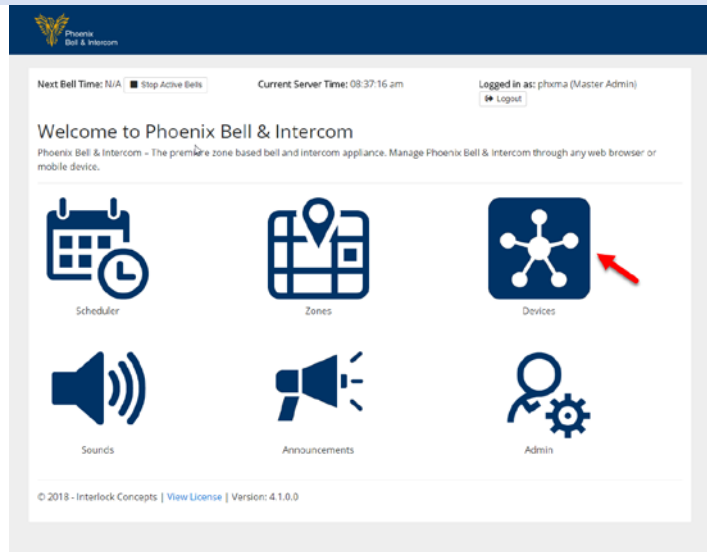 Phoenix
Bell & Intercom
Next Bell Time: N/A Stop Active Bells Current Server Time: 08:37:16 am Logged in as: phxma (Master Admin)
Logout
Welcome to Phoenix Bell & Intercom
Phoenix Bell & Intercom – The premiere zone based bell and intercom appliance. Manage Phoenix Bell & Intercom through any web browser or
mobile device.
Scheduler Zones Devices
Sounds Announcements Admin
© 2018 - Interlock Concepts | View License | Version: 4.1.0.0